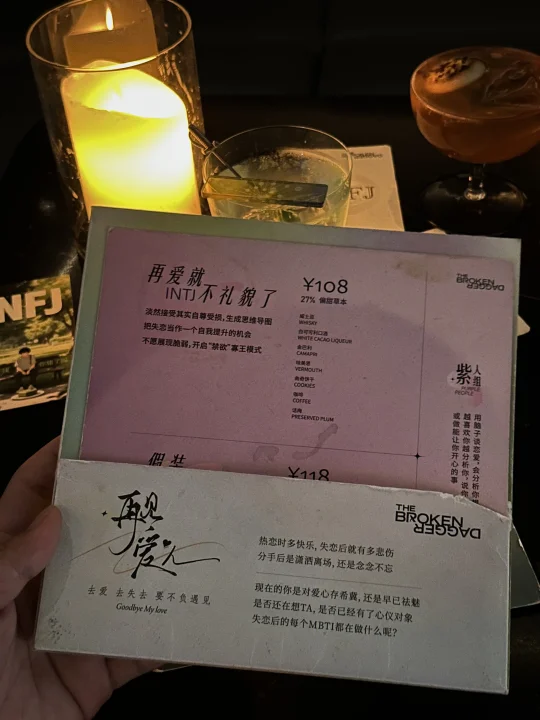 NFJ
FJ
再爱就
INTJ不礼貌了
淡然接受其实自尊受损,生成思维导图
把失恋当作一个自我提升的机会
不愿展现脆弱,开启“禁欲”寡王模式
¥108
27% 偏甜草本
威士忌
WHISKY
白可可利口酒
WHITE CACAO LIQUEUR
金巴利
CAMAPRI
味美思
VERMOUTH
曲奇饼干
COOKIES
咖啡
COFFEE
话梅
PRESERVED PLUM
THE
BROKEN
DAGGER
紫人组
PURPLE
PEOPLE
用脑子谈恋爱,会分析你
越喜欢你越分析你,说你
或做能让你开心的事
假装
¥118
再见
爱人
去爱 去失去 要不负遇见
Goodbye My love
THE
BROKEN
DAGGER
热恋时多快乐, 失恋后就有多悲伤
分手后是潇洒离场, 还是念念不忘
现在的你是对爱心存希冀, 还是早已祛魅
是否还在想TA, 是否已经有了心仪对象
失恋后的每个MBTI都在做什么呢?